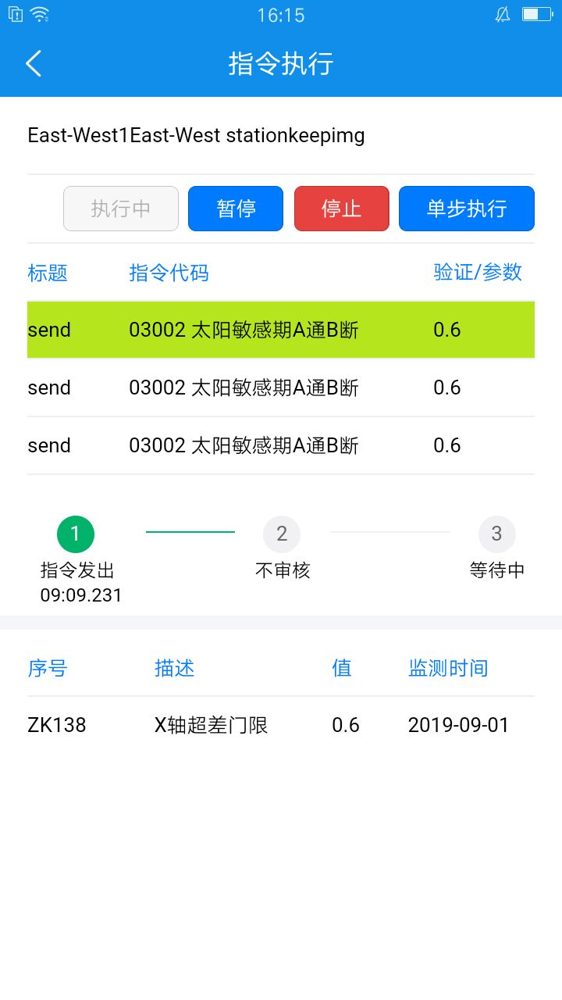 16:15
指令执行
East-West1East-West stationkeepimg
执行中 暂停 停止 单步执行
标题 指令代码 验证/参数
send 03002 太阳敏感期A通B断 0.6
send 03002 太阳敏感期A通B断 0.6
send 03002 太阳敏感期A通B断 0.6
1 2 3
指令发出 不审核 等待中
09:09.231
序号 描述 值 监测时间
ZK138 X轴超差门限 0.6 2019-09-01